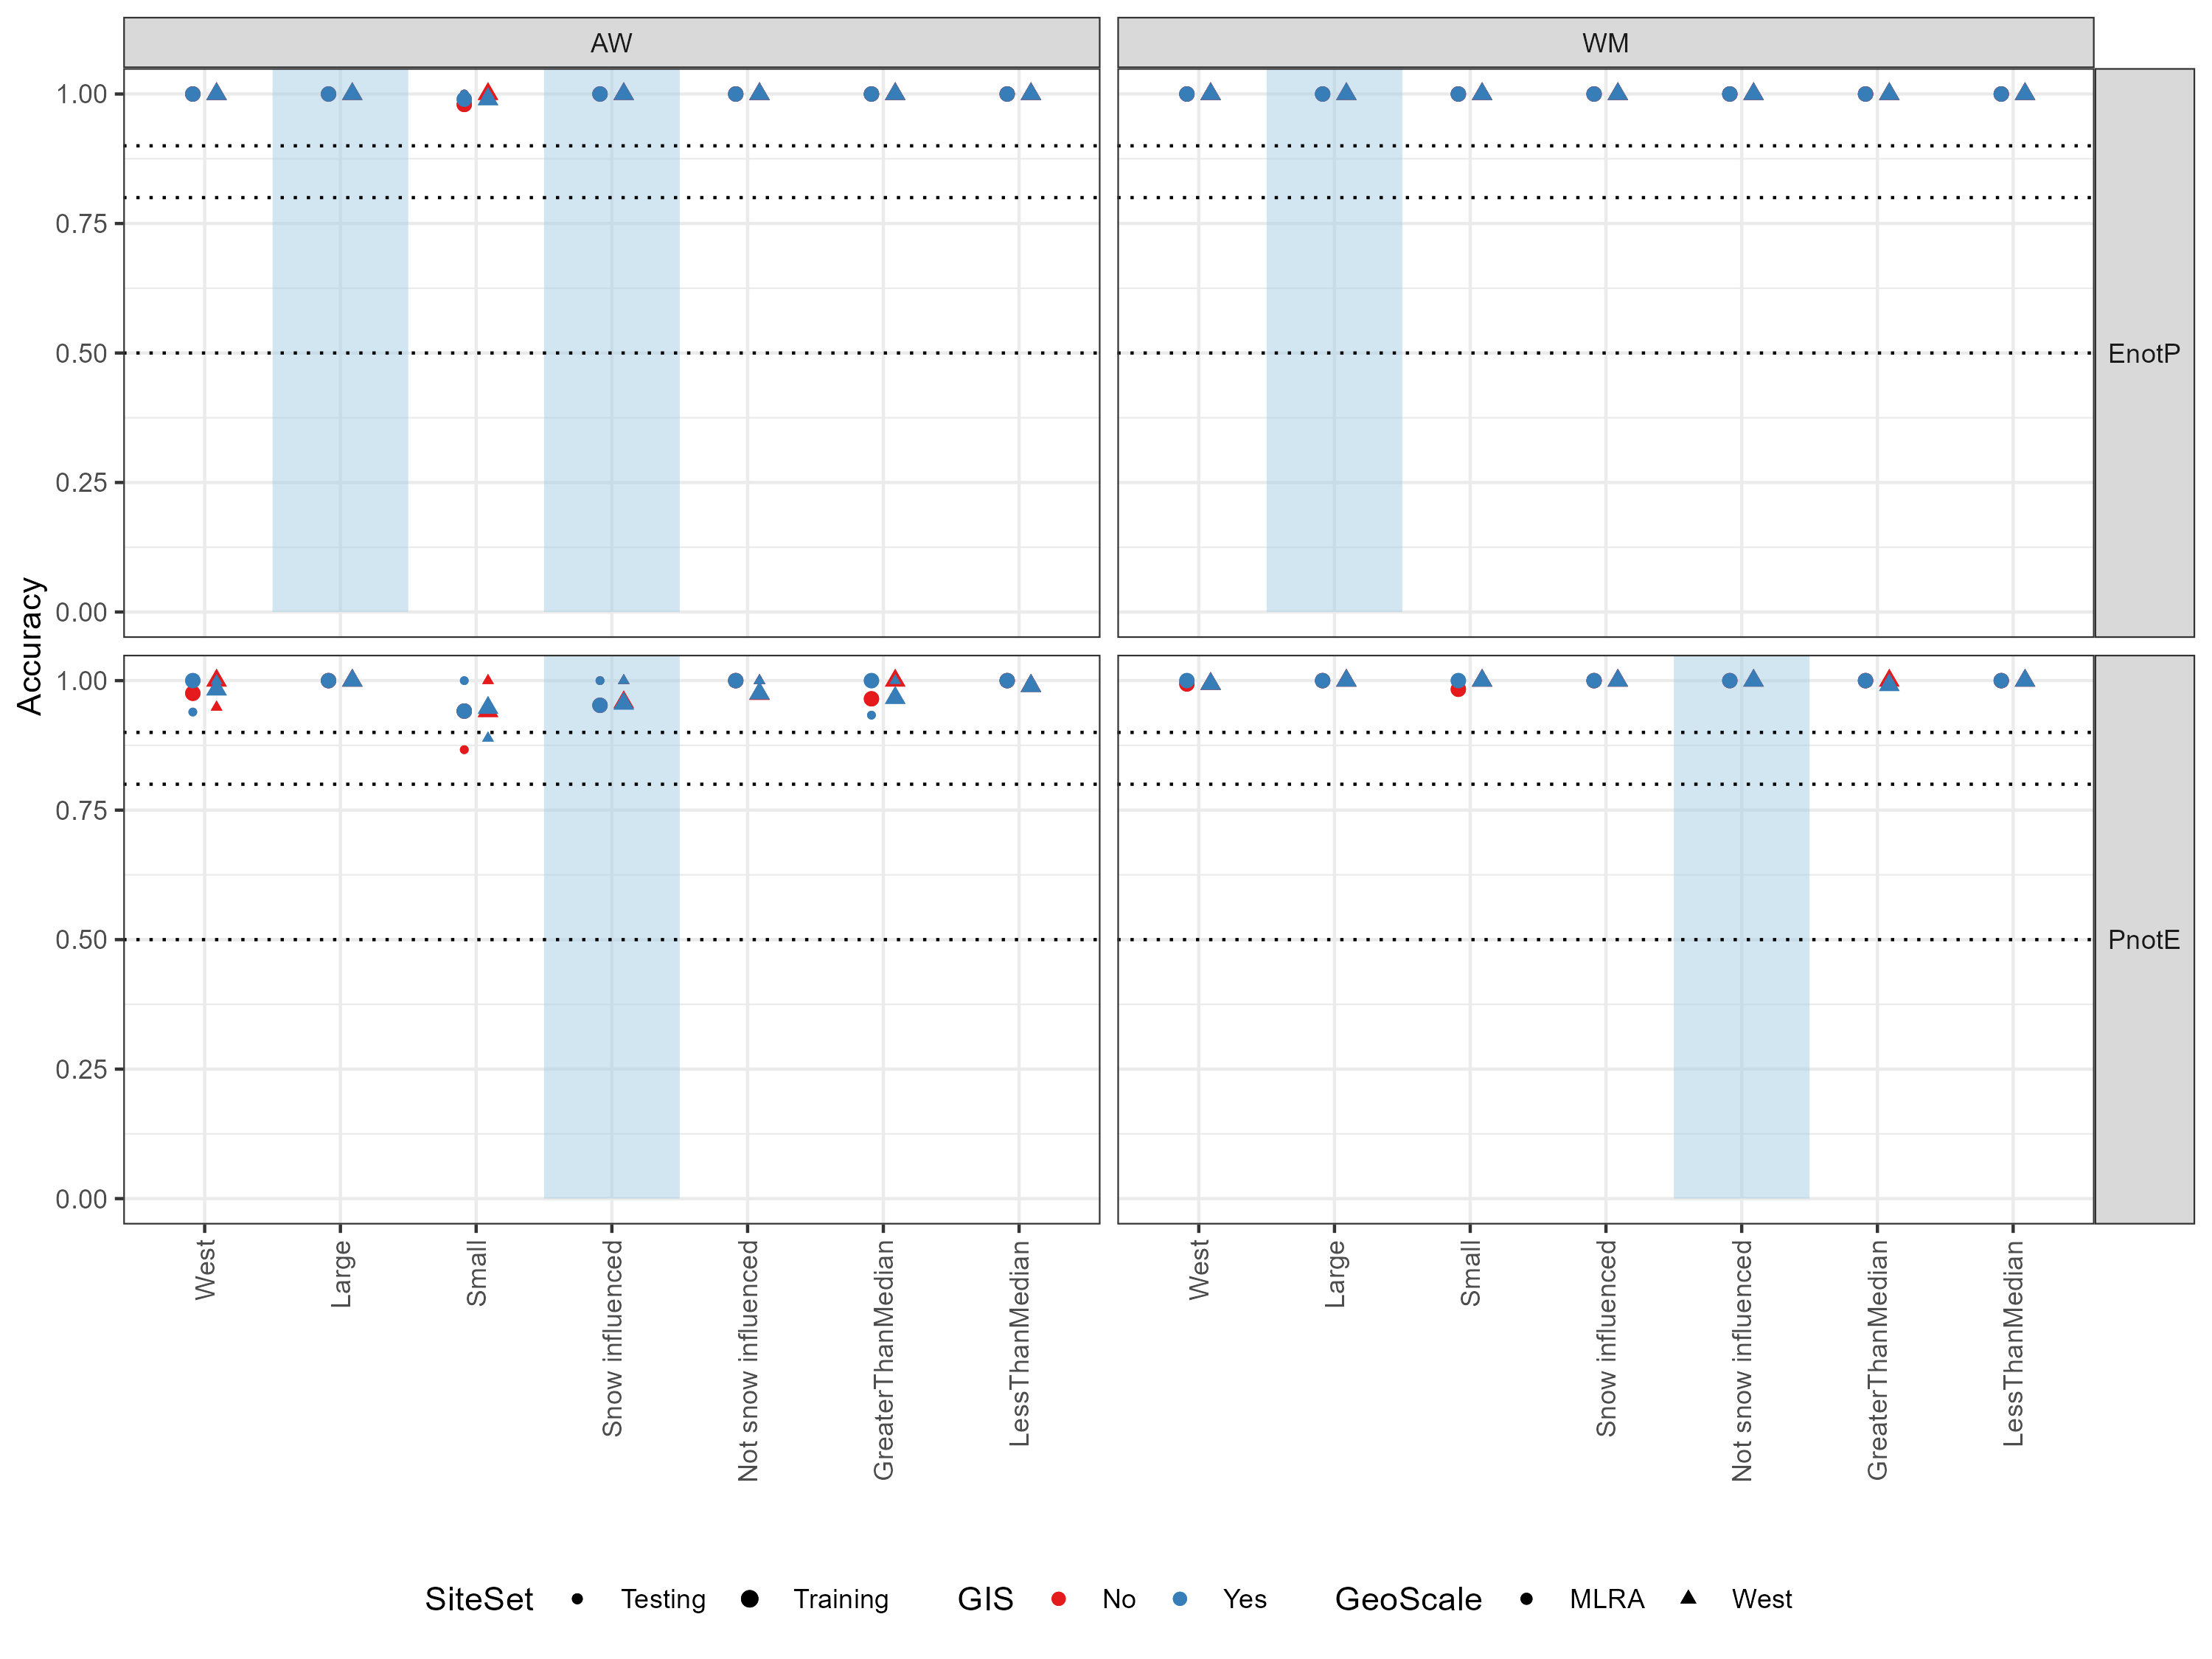 AW
WM
1.00
0.75
0.50
0.25
0.00
EnotP
Accuracy
1.00
0.75
0.50
0.25
0.00
PnotE
West
Large
Small
Snow influenced
Not snow influenced
GreaterThanMedian
LessThanMedian
West
Large
Small
Snow influenced
Not snow influenced
GreaterThanMedian
LessThanMedian
SiteSet Testing Training GIS No Yes GeoScale MLRA West